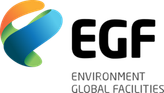 EGF
ENVIRONMENT
GLOBAL FACILITIES